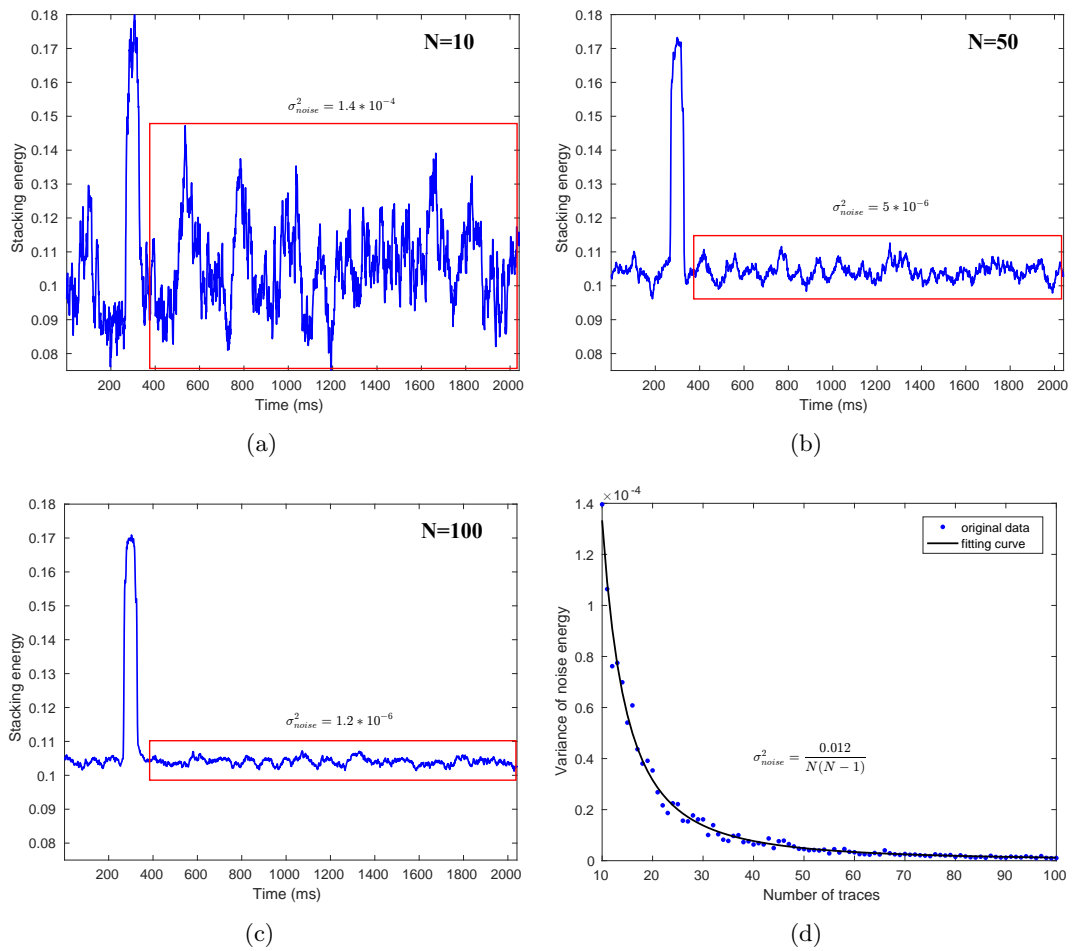 0.18
0.17
0.16
0.15
0.14
0.13
0.12
0.11
0.1
0.09
0.08
Stacking energy
N=10
σ²noise = 1.4 * 10⁻⁴
200 400 600 800 1000 1200 1400 1600 1800 2000
Time (ms)
(a)
0.18
0.17
0.16
0.15
0.14
0.13
0.12
0.11
0.1
0.09
0.08
Stacking energy
N=50
σ²noise = 5 * 10⁻⁶
200 400 600 800 1000 1200 1400 1600 1800 2000
Time (ms)
(b)
0.18
0.17
0.16
0.15
0.14
0.13
0.12
0.11
0.1
0.09
0.08
Stacking energy
N=100
σ²noise = 1.2 * 10⁻⁶
200 400 600 800 1000 1200 1400 1600 1800 2000
Time (ms)
(c)
×10⁻⁴
1.4
1.2
1
0.8
0.6
0.4
0.2
0
Variance of noise energy
original data
fitting curve
σ²noise = 0.012 / N(N − 1)
10 20 30 40 50 60 70 80 90 100
Number of traces
(d)